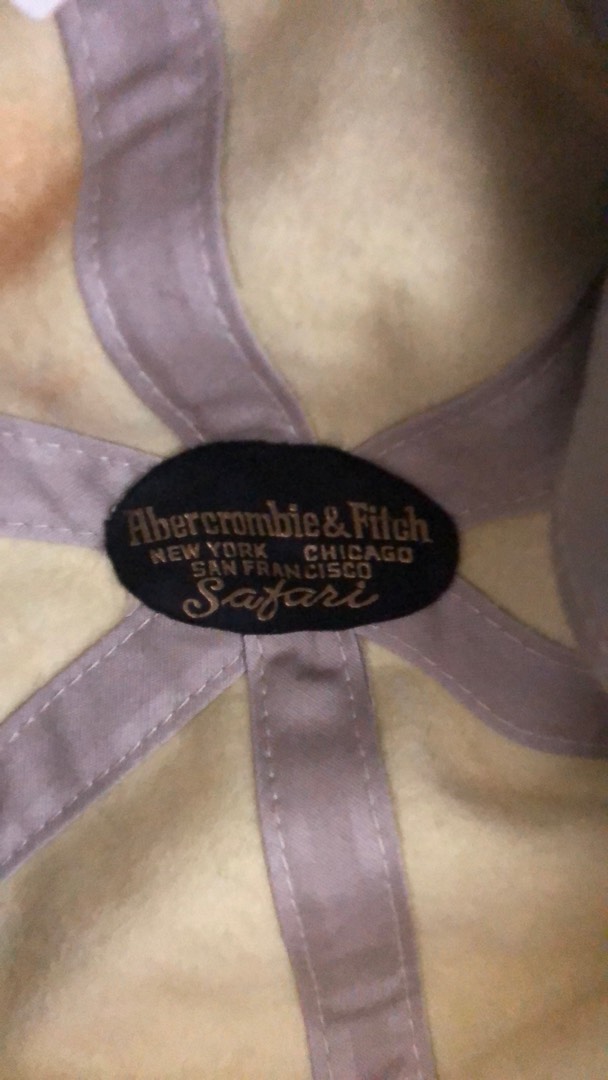 Abercrombie & Fitch
NEW YORK CHICAGO
SAN FRANCISCO
Safari